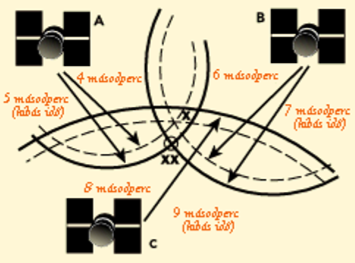 A
B
4 másodperc
6 másodperc
5 másodperc
(hibás idő)
7 másodperc
(hibás idő)
X
XX
8 másodperc
9 másodperc
(hibás idő)
C